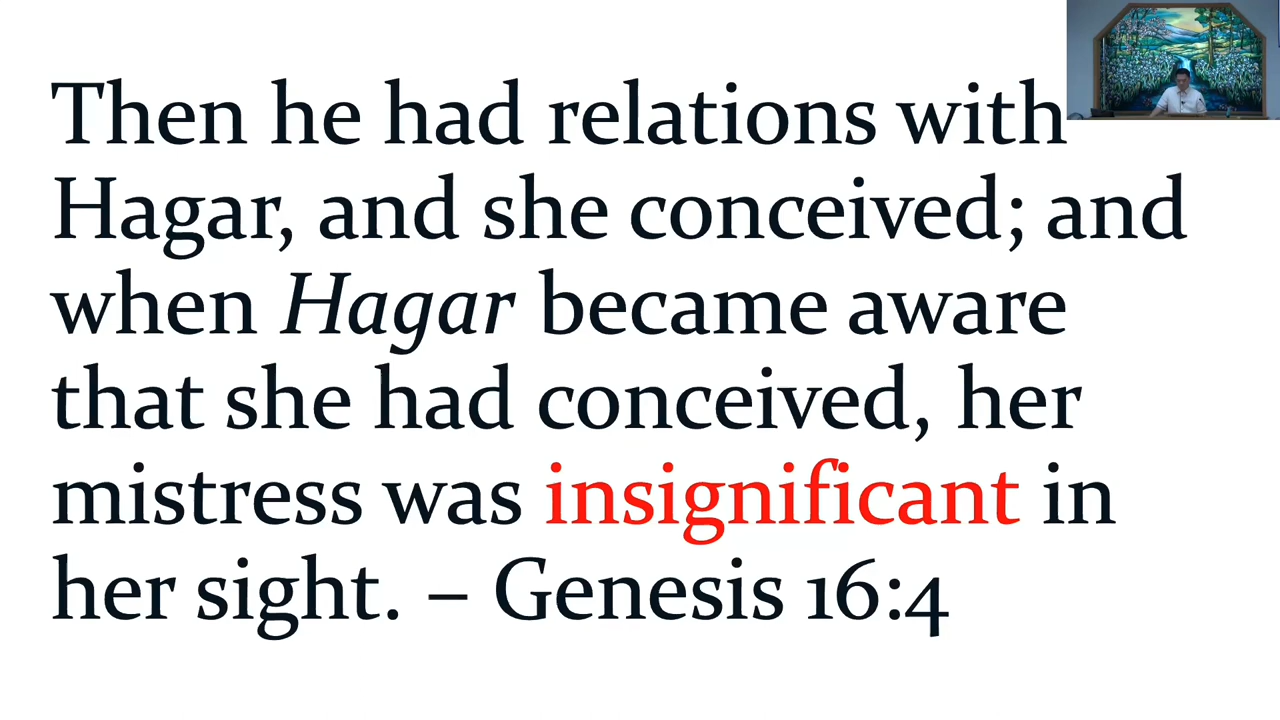 Then he had relations with
Hagar, and she conceived; and
when Hagar became aware
that she had conceived, her
mistress was insignificant in
her sight. – Genesis 16:4